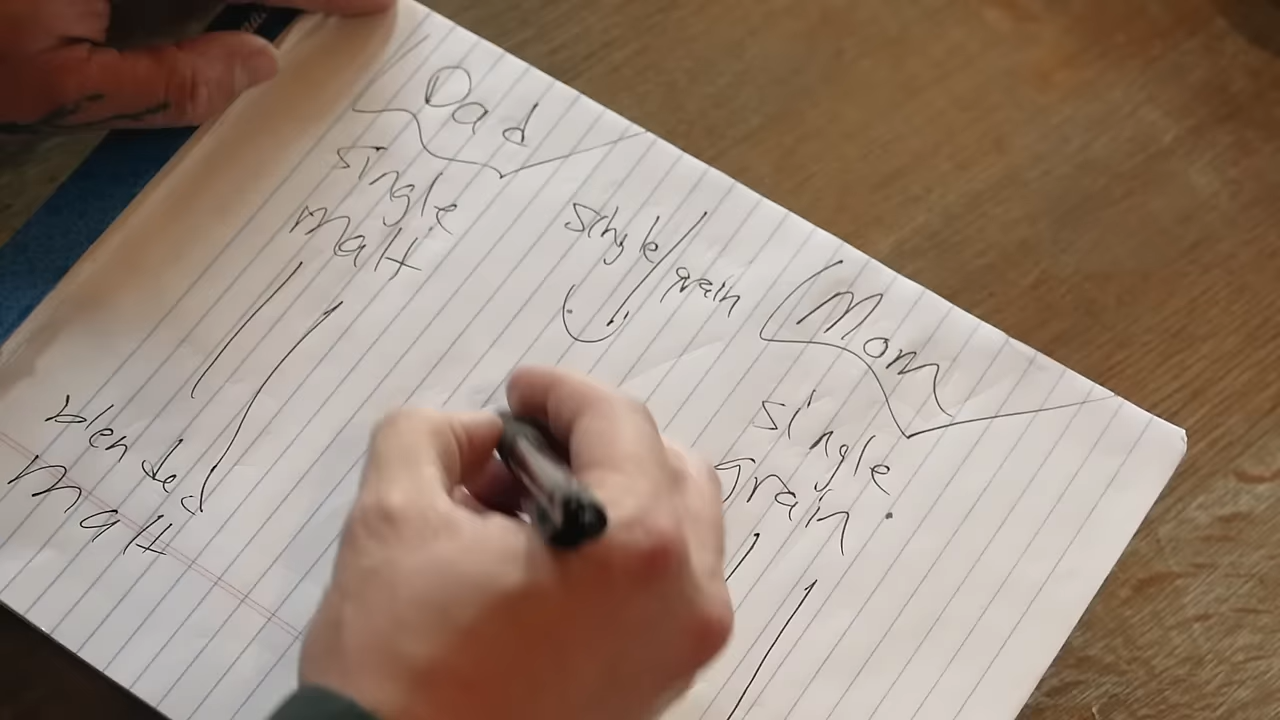 Dad
single
malt
blended
malt
single/grain
Mom
single
grain